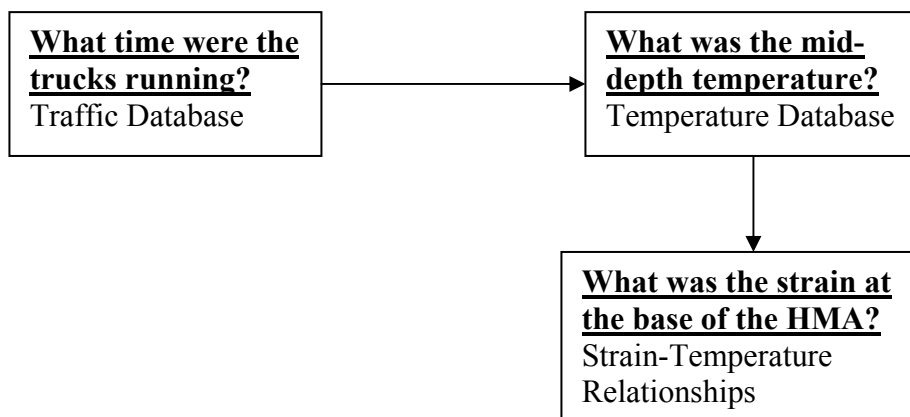 What time were the
trucks running?
Traffic Database
What was the mid-
depth temperature?
Temperature Database
What was the strain at
the base of the HMA?
Strain-Temperature
Relationships